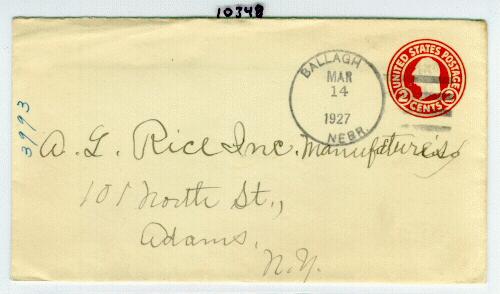 10348
BALLAGH
MAR
14
1927
NEBR.
UNITED STATES POSTAGE
2 CENTS 2
3993
A. G. Rice Inc. Manufacture's
101 North St.,
Adams,
N.Y.